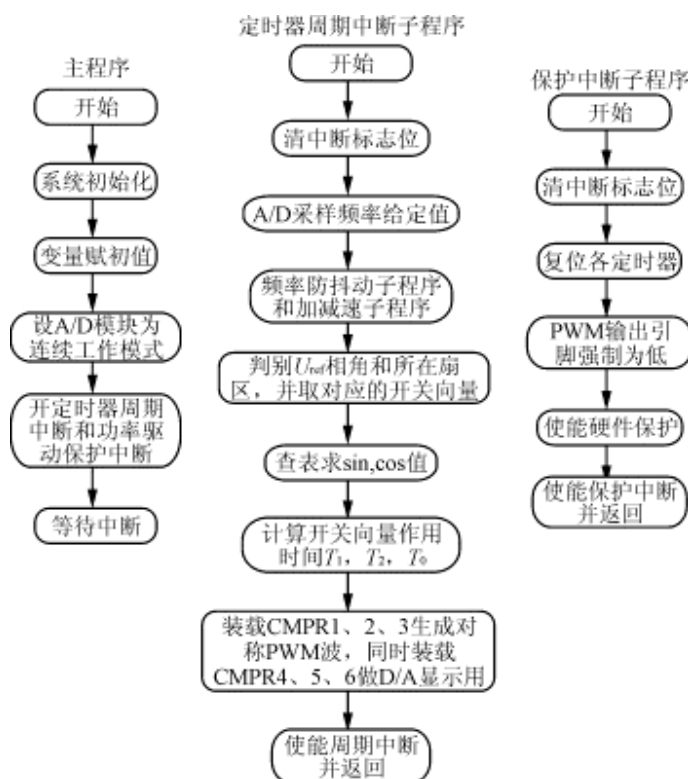 主程序
开始
系统初始化
变量赋初值
设A/D模块为
连续工作模式
开定时器周期
中断和功率驱
动保护中断
等待中断
定时器周期中断子程序
开始
清中断标志位
A/D采样频率给定值
频率防抖动子程序
和加减速子程序
判别Uref相角和所在扇
区，并取对应的开关向量
查表求sin,cos值
计算开关向量作用
时间T₁，T₂，T₀
装载CMPR1、2、3生成对
称PWM波，同时装载
CMPR4、5、6做D/A显示用
使能周期中断
并返回
保护中断子程序
开始
清中断标志位
复位各定时器
PWM输出引
脚强制为低
使能硬件保护
使能保护中断
并返回